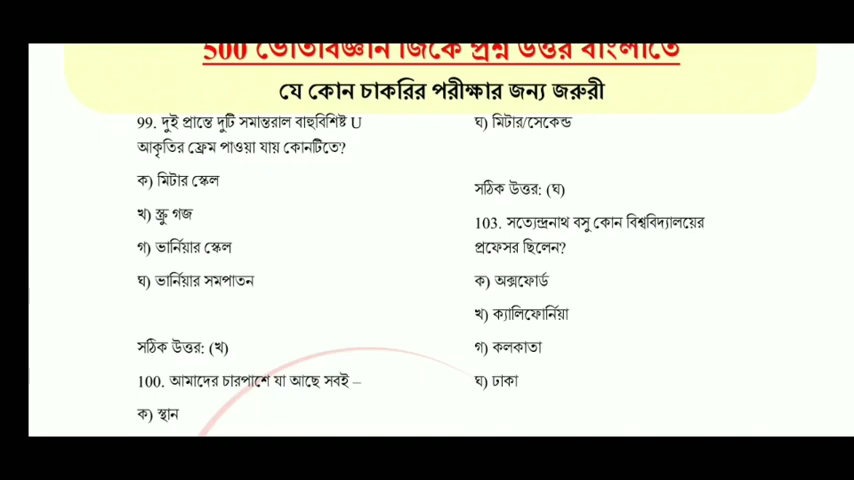 500 ভৌতবিজ্ঞান জিকে প্রশ্ন উত্তর বাংলাতে
যে কোন চাকরির পরীক্ষার জন্য জরুরী
99. দুই প্রান্তে দুটি সমান্তরাল বাহুবিশিষ্ট U
আকৃতির ফ্রেম পাওয়া যায় কোনটিতে?
ক) মিটার স্কেল
খ) স্ক্রু গজ
গ) ভার্নিয়ার স্কেল
ঘ) ভার্নিয়ার সমপাতন
সঠিক উত্তর: (খ)
100. আমাদের চারপাশে যা আছে সবই –
ক) স্থান
ঘ) মিটার/সেকেন্ড
সঠিক উত্তর: (ঘ)
103. সত্যেন্দ্রনাথ বসু কোন বিশ্ববিদ্যালয়ের
প্রফেসর ছিলেন?
ক) অক্সফোর্ড
খ) ক্যালিফোর্নিয়া
গ) কলকাতা
ঘ) ঢাকা